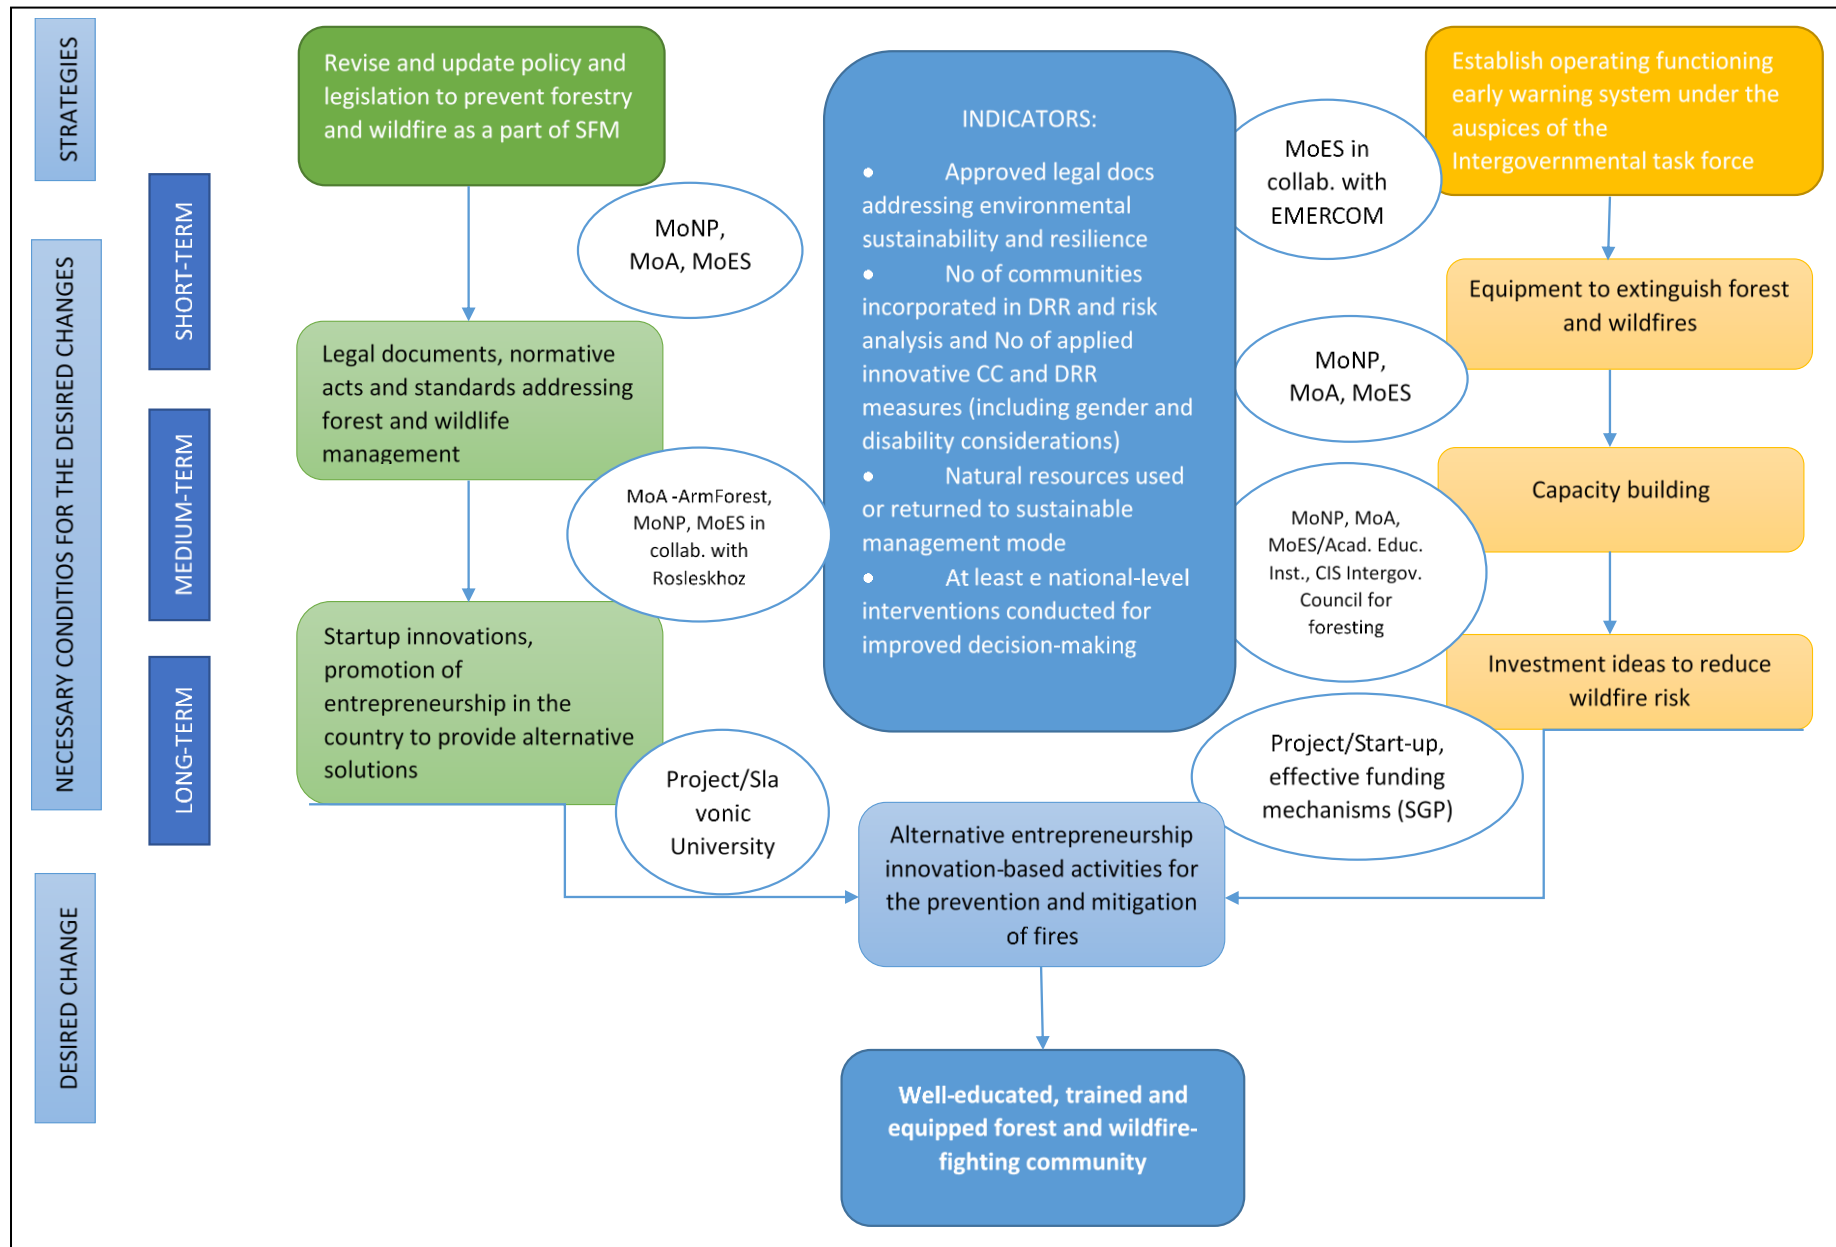 STRATEGIES
NECESSARY CONDITIOS FOR THE DESIRED CHANGES
DESIRED CHANGE
SHORT-TERM
MEDIUM-TERM
LONG-TERM
Revise and update policy and
legislation to prevent forestry
and wildfire as a part of SFM
MoNP,
MoA, MoES
Legal documents, normative
acts and standards addressing
forest and wildlife
management
MoA -ArmForest,
MoNP, MoES in
collab. with
Rosleskhoz
Startup innovations,
promotion of
entrepreneurship in the
country to provide alternative
solutions
Project/Sla
vonic
University
INDICATORS:
• Approved legal docs
addressing environmental
sustainability and resilience
• No of communities
incorporated in DRR and risk
analysis and No of applied
innovative CC and DRR
measures (including gender and
disability considerations)
• Natural resources used
or returned to sustainable
management mode
• At least e national-level
interventions conducted for
improved decision-making
Establish operating functioning
early warning system under the
auspices of the
Intergovernmental task force
MoES in
collab. with
EMERCOM
Equipment to extinguish forest
and wildfires
MoNP,
MoA, MoES
Capacity building
MoNP, MoA,
MoES/Acad. Educ.
Inst., CIS Intergov.
Council for
foresting
Investment ideas to reduce
wildfire risk
Project/Start-up,
effective funding
mechanisms (SGP)
Alternative entrepreneurship
innovation-based activities for
the prevention and mitigation
of fires
Well-educated, trained and
equipped forest and wildfire-
fighting community